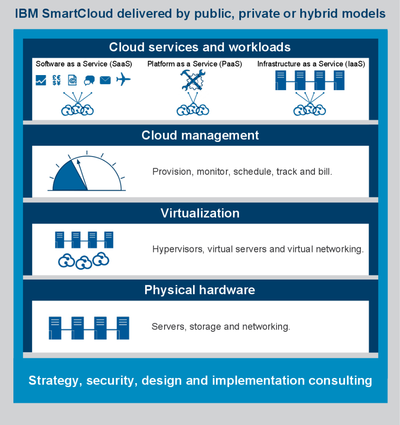 IBM SmartCloud delivered by public, private or hybrid models
Cloud services and workloads
Software as a Service (SaaS) Platform as a Service (PaaS) Infrastructure as a Service (IaaS)
Cloud management
Provision, monitor, schedule, track and bill.
Virtualization
Hypervisors, virtual servers and virtual networking.
Physical hardware
Servers, storage and networking.
Strategy, security, design and implementation consulting